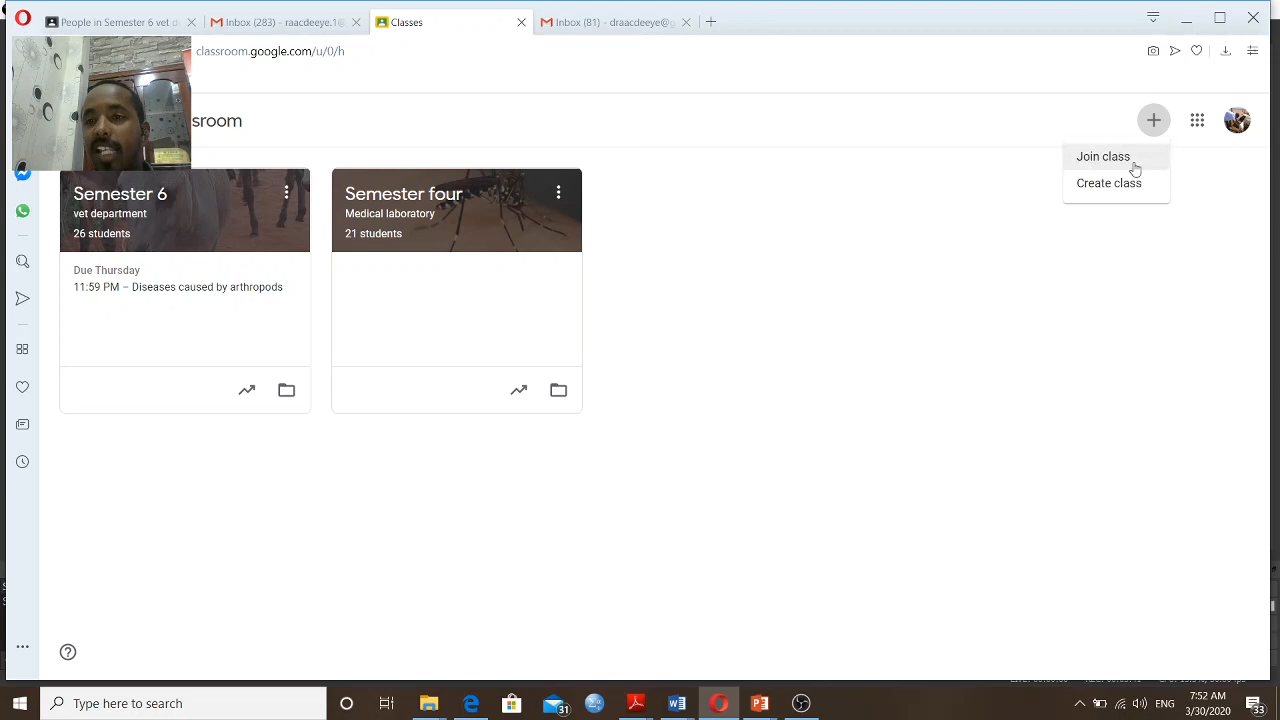 People in Semester 6 vet d
Inbox (283) - raacdeeye.1@
Classes
Inbox (81) - draacdeeye@g
classroom.google.com/u/0/h
sroom
Join class
Create class
Semester 6
vet department
26 students
Due Thursday
11:59 PM – Diseases caused by arthropods
Semester four
Medical laboratory
21 students
Type here to search
31
ENG
7:52 AM
3/30/2020
33